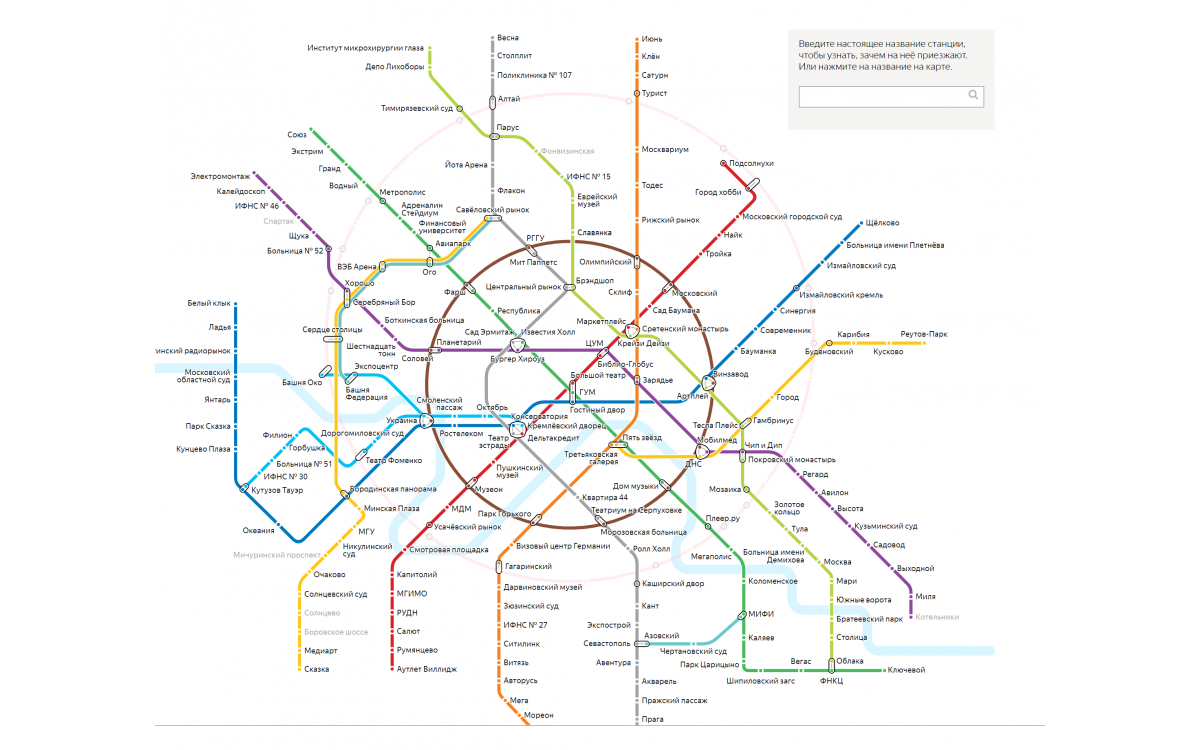 Введите настоящее название станции,
чтобы узнать, зачем на неё приезжают.
Или нажмите на название на карте.
Весна
Столплит
Поликлиника № 107
Алтай
Парус
Йота Арена
Флакон
Савёловский рынок
РГГУ
Мит Паппетс
Институт микрохирургии глаза
Депо Лихоборы
Тимирязевский суд
Фонвизинская
ИФНС № 15
Еврейский
музей
Славянка
Брэндшоп
Центральный рынок
Июнь
Клён
Сатурн
Турист
Москвариум
Тодес
Рижский рынок
Олимпийский
Склиф
Подсолнухи
Город хобби
Московский городской суд
Найк
Тройка
Московский
Сад Баумана
Маркетплейс
Сретенский монастырь
Крейзи Дейзи
ЦУМ
Библио-Глобус
Большой театр
Зарядье
ГУМ
Гостиный двор
Щёлково
Больница имени Плетнёва
Измайловский суд
Измайловский кремль
Синергия
Современник
Бауманка
Винзавод
Артплей
Карибия
Реутов-Парк
Кусково
Будёновский
Город
Гамбринус
Тесла Плейс
Мобилмед
ДНС
Чип и Дип
Покровский монастырь
Союз
Экстрим
Гранд
Водный
Метрополис
Адреналин
Стейдиум
Финансовый
университет
Авиапарк
Ого
Фарш
Республика
Сад Эрмитаж
Известия Холл
Бургер Хироуз
Электромонтаж
Калейдоскоп
ИФНС № 46
Спартак
Щука
Больница № 52
ВЭБ Арена
Хорошо
Серебряный Бор
Боткинская больница
Планетарий
Соловей
Сердце столицы
Шестнадцать
тонн
Экспоцентр
Башня Око
Башня
Федерация
Белый клык
Ладья
инский радиорынок
Московский
областной суд
Янтарь
Парк Сказка
Кунцево Плаза
Кутузов Тауэр
Океания
Филион
Горбушка
Больница № 51
ИФНС № 30
Дорогомиловский суд
Театр Фоменко
Украина
Смоленский
пассаж
Октябрь
Ростелеком
Консерватория
Кремлёвский дворец
Театр
эстрады
Дельтакредит
Пушкинский
музей
Пять звёзд
Третьяковская
галерея
Бородинская панорама
Минская Плаза
МГУ
Никулинский
суд
Мичуринский проспект
Очаково
Солнцевский суд
Солнцево
Боровское шоссе
Медиарт
Сказка
Музеон
МДМ
Усачёвский рынок
Смотровая площадка
Капитолий
МГИМО
РУДН
Салют
Румянцево
Аутлет Виллидж
Парк Горького
Визовый центр Германии
Гагаринский
Дарвиновский музей
Зюзинский суд
ИФНС № 27
Ситилинк
Витязь
Авторусь
Мега
Мореон
Квартира 44
Театриум на Серпуховке
Морозовская больница
Ролл Холл
Каширский двор
Кант
Экспострой
Севастополь
Авентура
Акварель
Пражский пассаж
Прага
Дом музыки
Плеер.ру
Мегаполис
Коломенское
МИФИ
Азовский
Чертановский суд
Каляев
Парк Царицыно
Шипиловский загс
Вегас
ФНКЦ
Облака
Ключевой
Мозаика
Золотое
кольцо
Тула
Больница имени
Демихова
Москва
Мари
Южные ворота
Братеевский парк
Столица
Регард
Авилон
Высота
Кузьминский суд
Садовод
Выходной
Миля
Котельники